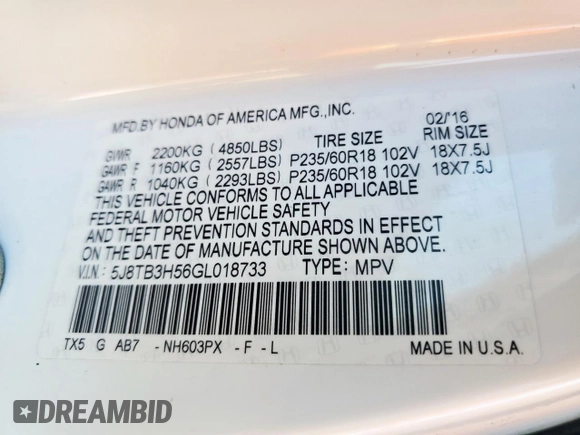 MFD.BY HONDA OF AMERICA MFG.,INC. 02/'16
GVWR 2200KG ( 4850LBS) TIRE SIZE RIM SIZE
GAWR F 1160KG ( 2557LBS) P235/60R18 102V 18X7.5J
GAWR R 1040KG ( 2293LBS) P235/60R18 102V 18X7.5J
THIS VEHICLE CONFORMS TO ALL APPLICABLE
FEDERAL MOTOR VEHICLE SAFETY
AND THEFT PREVENTION STANDARDS IN EFFECT
ON THE DATE OF MANUFACTURE SHOWN ABOVE.
V.I.N.: 5J8TB3H56GL018733 TYPE: MPV
TX5 G AB7 - NH603PX - F - L MADE IN U.S.A.
DREAMBID